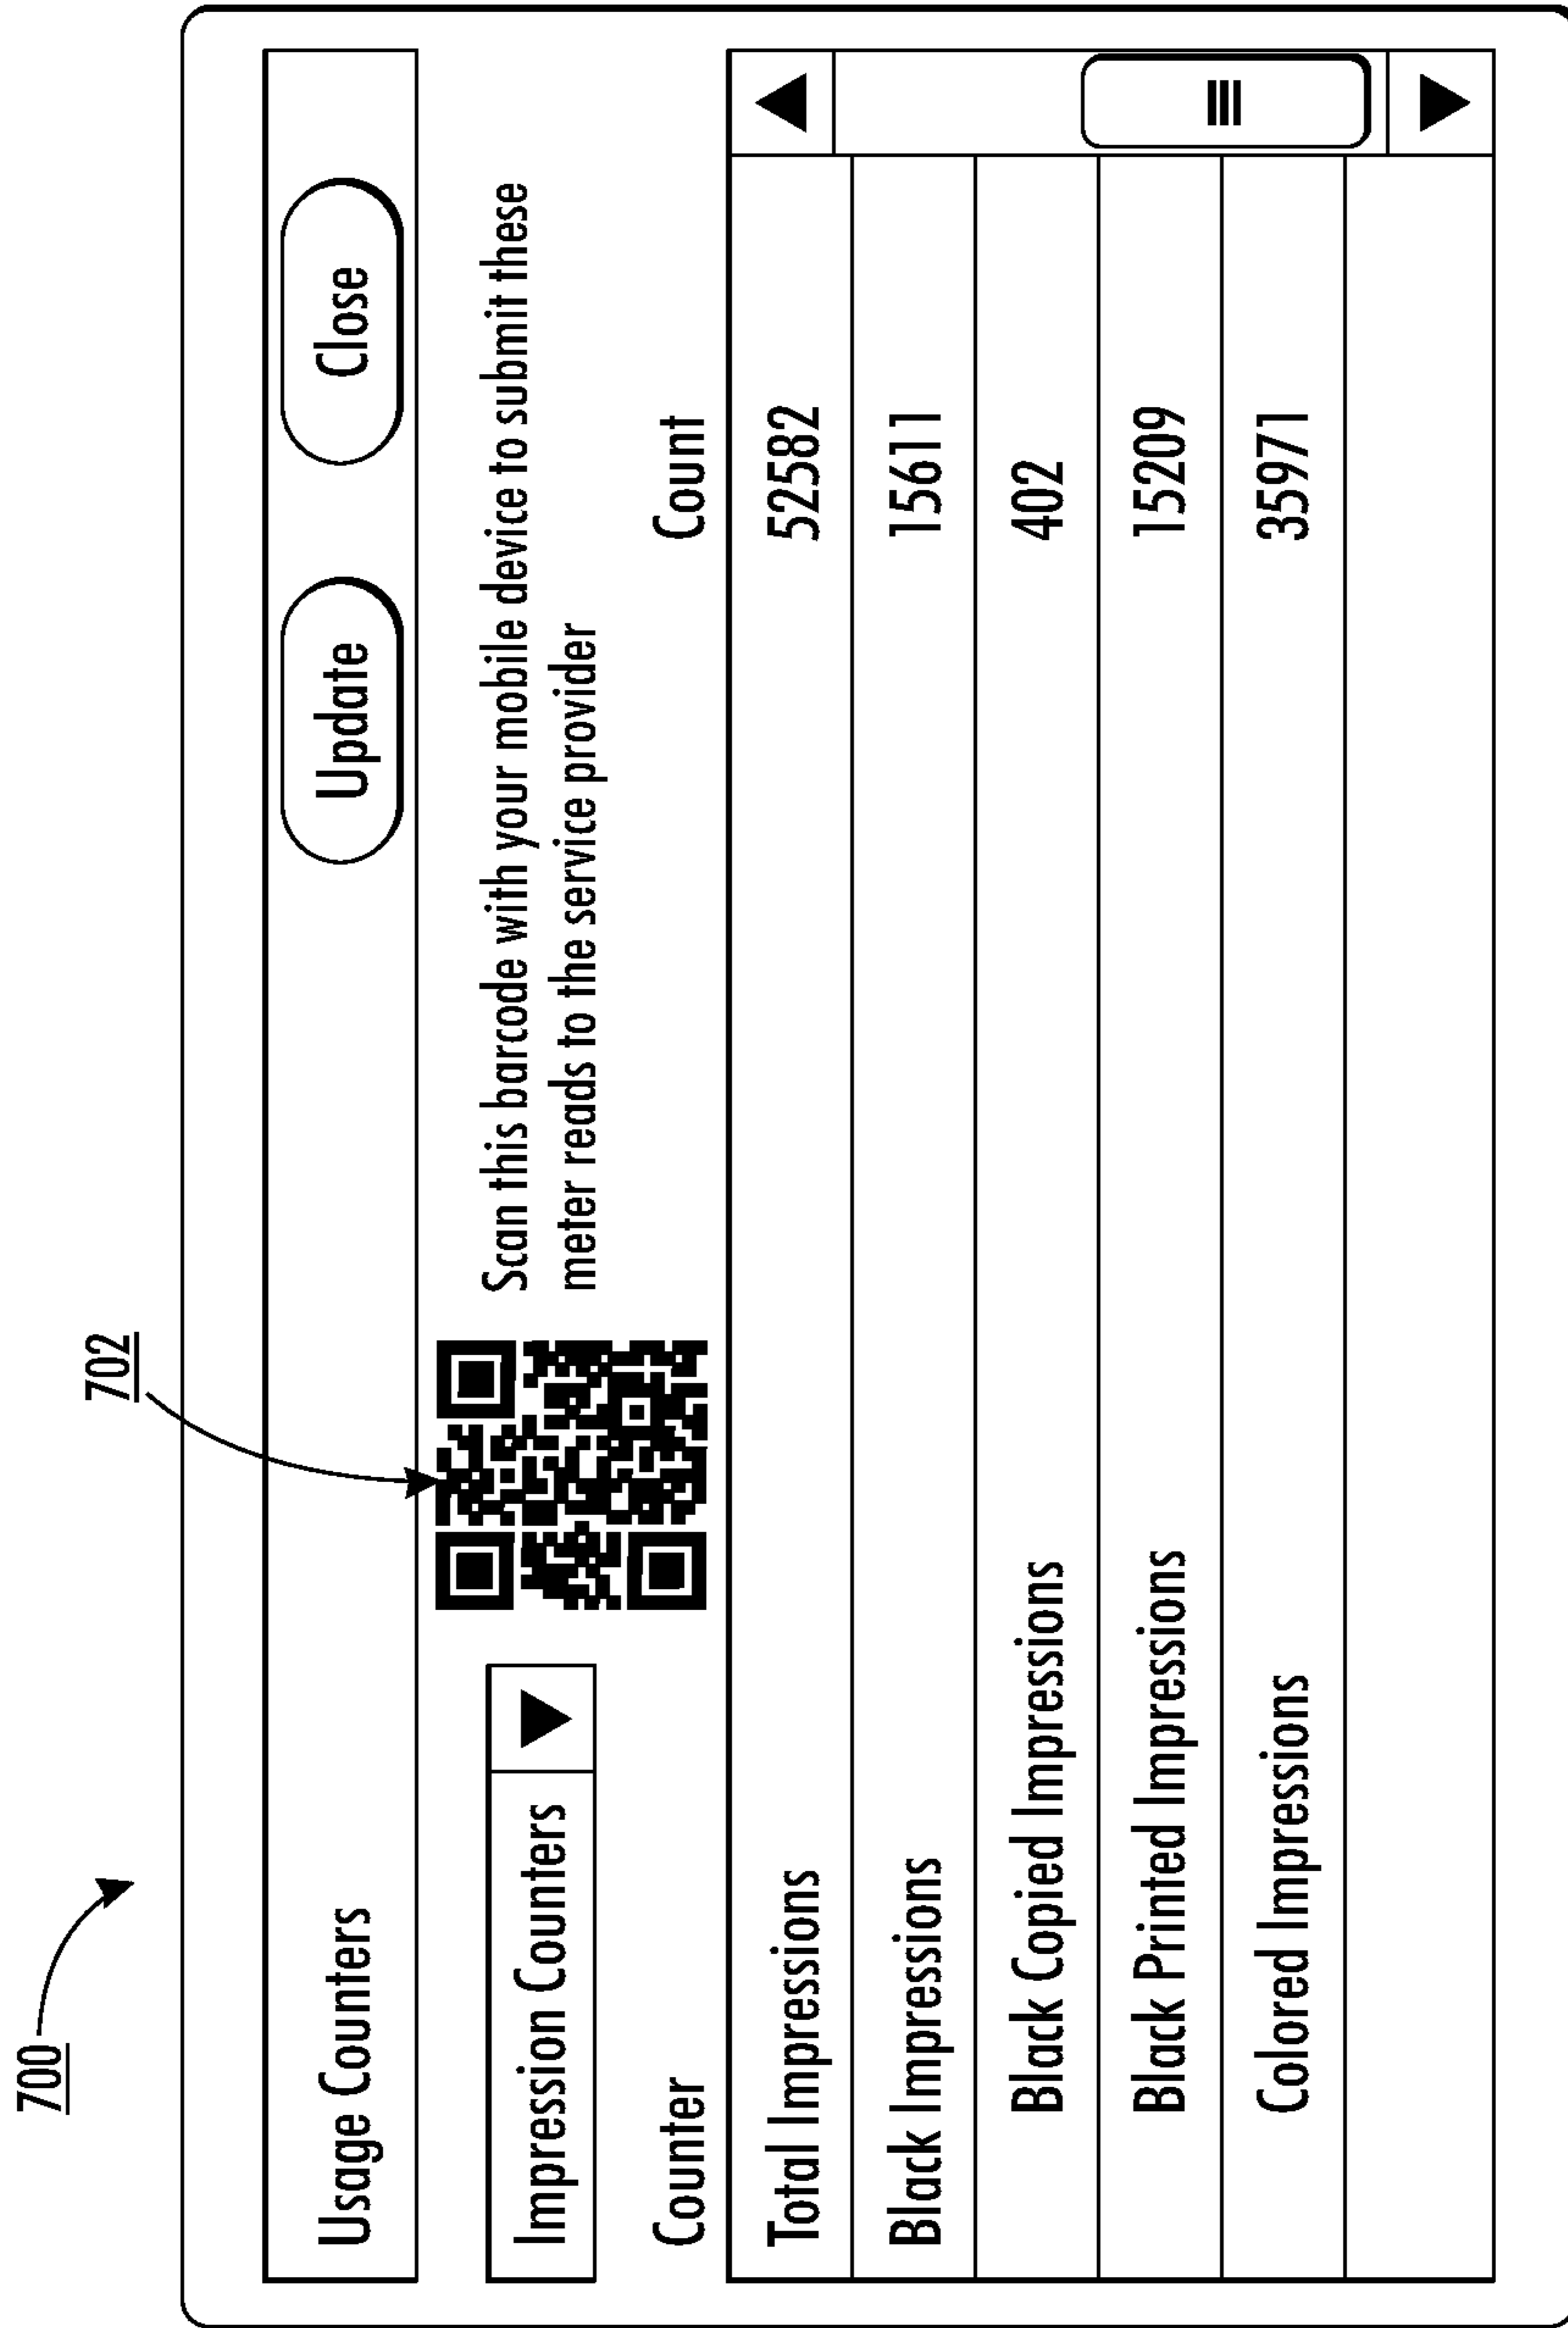 700
702
Usage Counters
Update
Close
Impression Counters
Scan this barcode with your mobile device to submit these
meter reads to the service provider
Counter Count
Total Impressions 52582
Black Impressions 15611
Black Copied Impressions 402
Black Printed Impressions 15209
Colored Impressions 35971